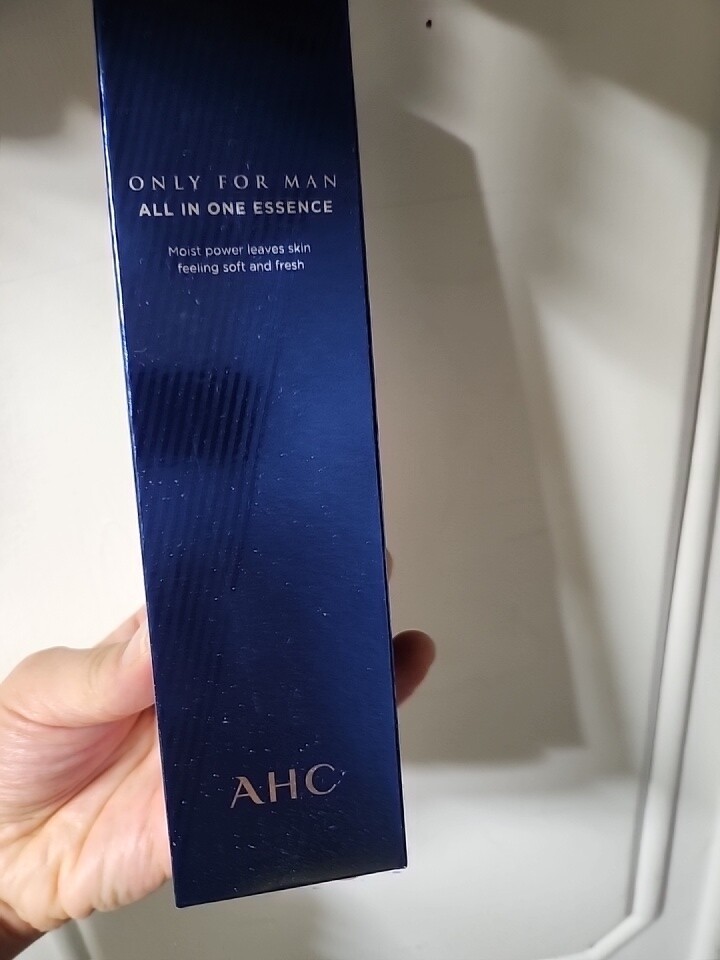 ONLY FOR MAN
ALL IN ONE ESSENCE
Moist power leaves skin
feeling soft and fresh
AHC